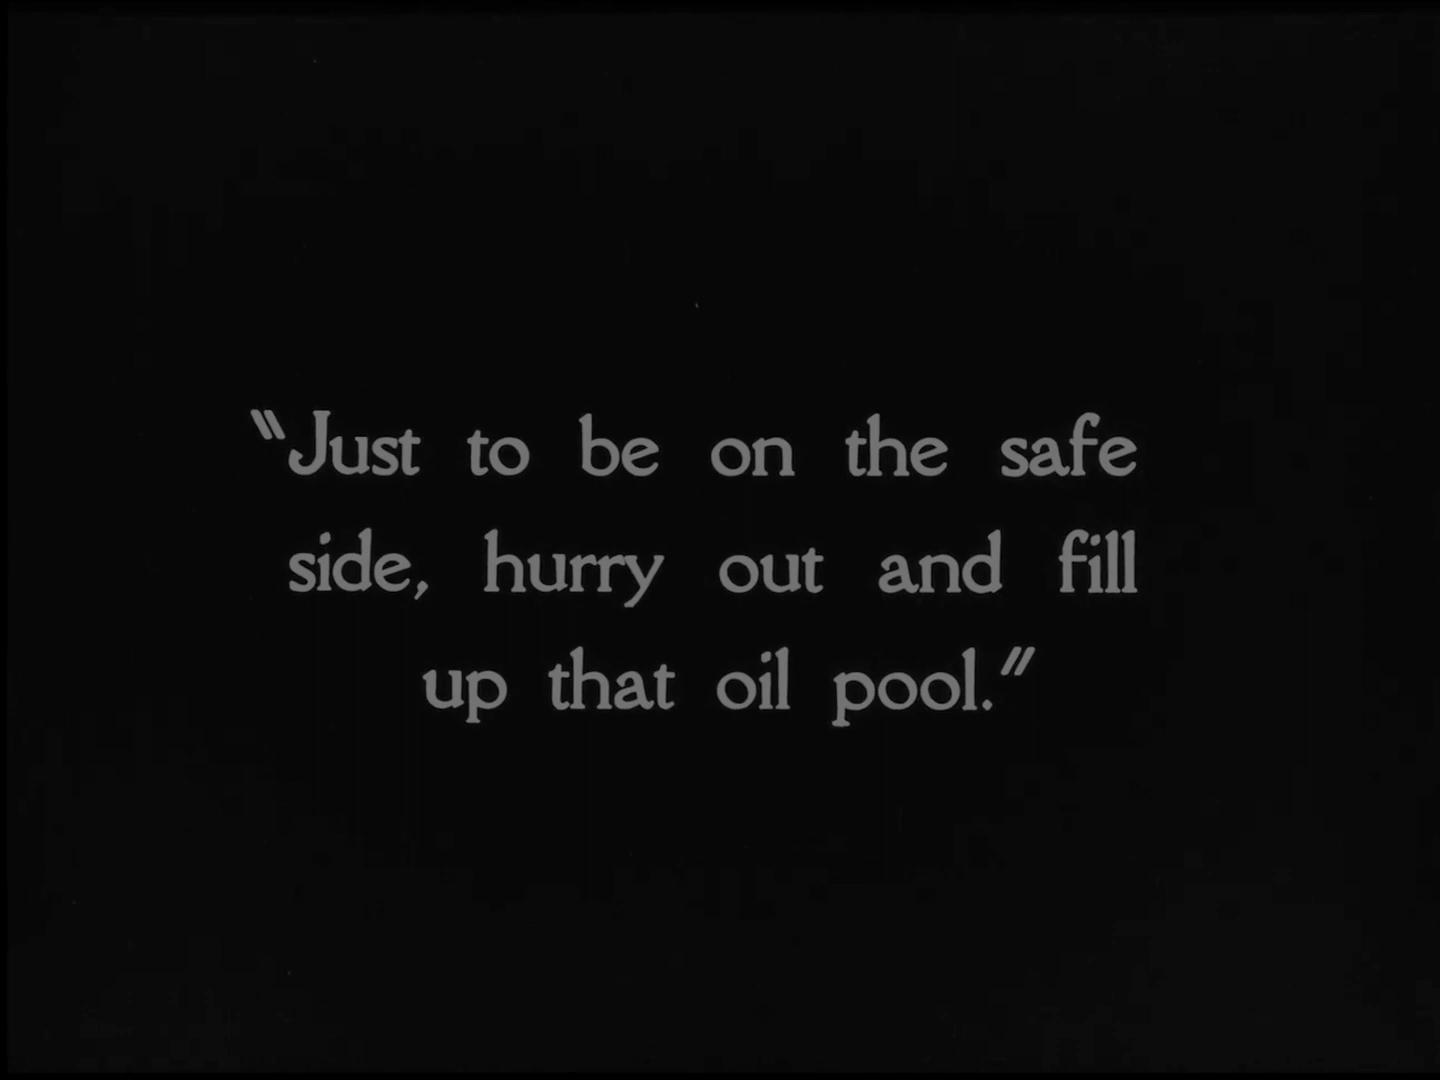 "Just to be on the safe
side, hurry out and fill
up that oil pool."